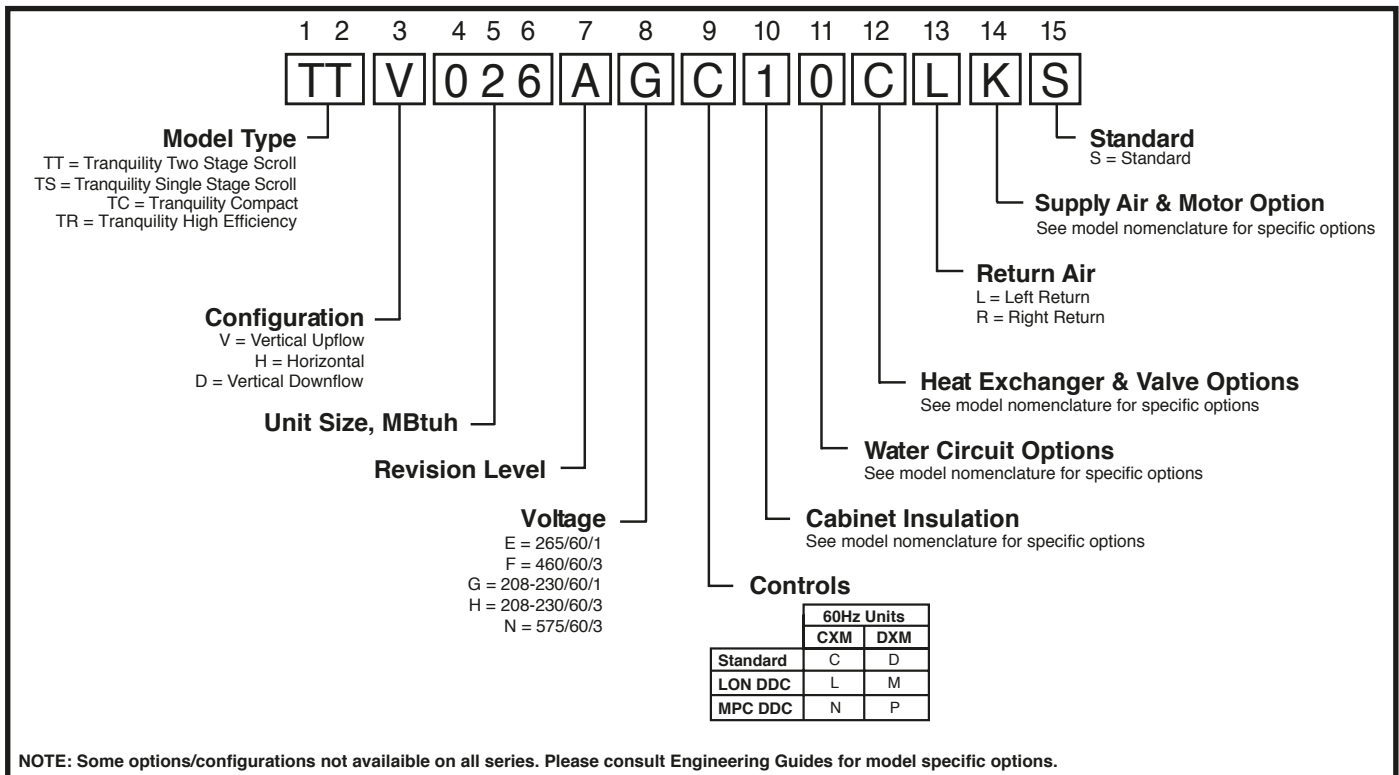 1 2 3 4 5 6 7 8 9 10 11 12 13 14 15
TT V 0 2 6 A G C 1 0 C L K S
Model Type
TT = Tranquility Two Stage Scroll
TS = Tranquility Single Stage Scroll
TC = Tranquility Compact
TR = Tranquility High Efficiency
Configuration
V = Vertical Upflow
H = Horizontal
D = Vertical Downflow
Unit Size, MBtuh
Revision Level
Voltage
E = 265/60/1
F = 460/60/3
G = 208-230/60/1
H = 208-230/60/3
N = 575/60/3
Standard
S = Standard
Supply Air & Motor Option
See model nomenclature for specific options
Return Air
L = Left Return
R = Right Return
Heat Exchanger & Valve Options
See model nomenclature for specific options
Water Circuit Options
See model nomenclature for specific options
Cabinet Insulation
See model nomenclature for specific options
Controls
60Hz Units
CXM DXM
Standard C D
LON DDC L M
MPC DDC N P
NOTE: Some options/configurations not availaible on all series. Please consult Engineering Guides for model specific options.